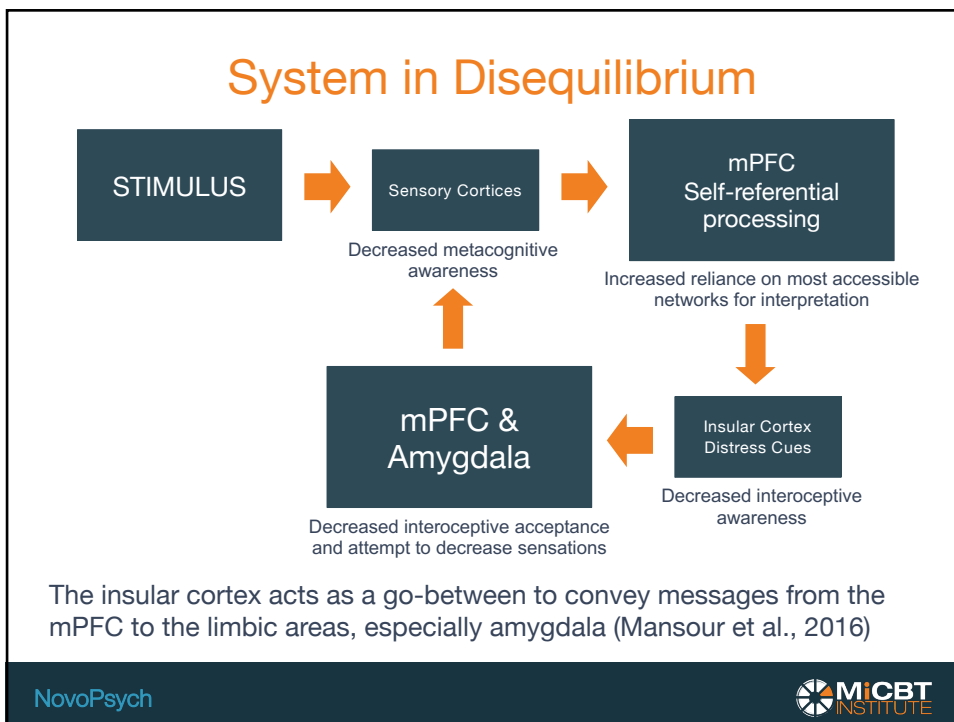 System in Disequilibrium
STIMULUS
Sensory Cortices
Decreased metacognitive
awareness
mPFC
Self-referential
processing
Increased reliance on most accessible
networks for interpretation
Insular Cortex
Distress Cues
Decreased interoceptive
awareness
mPFC &
Amygdala
Decreased interoceptive acceptance
and attempt to decrease sensations
The insular cortex acts as a go-between to convey messages from the
mPFC to the limbic areas, especially amygdala (Mansour et al., 2016)
NovoPsych
MiCBT
INSTITUTE